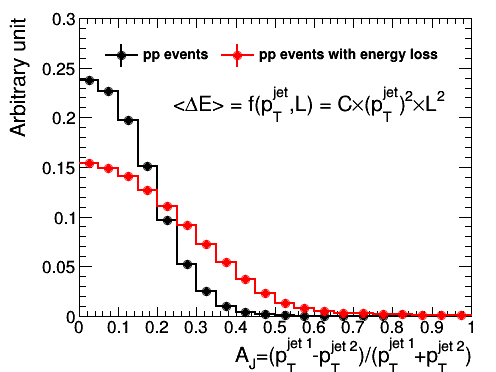 Arbitrary unit
0.3
0.25
0.2
0.15
0.1
0.05
0
pp events
pp events with energy loss
<ΔE> = f(p_T^jet,L) = C×(p_T^jet)²×L²
0 0.1 0.2 0.3 0.4 0.5 0.6 0.7 0.8 0.9 1
A_J=(p_T^jet 1-p_T^jet 2)/(p_T^jet 1+p_T^jet 2)